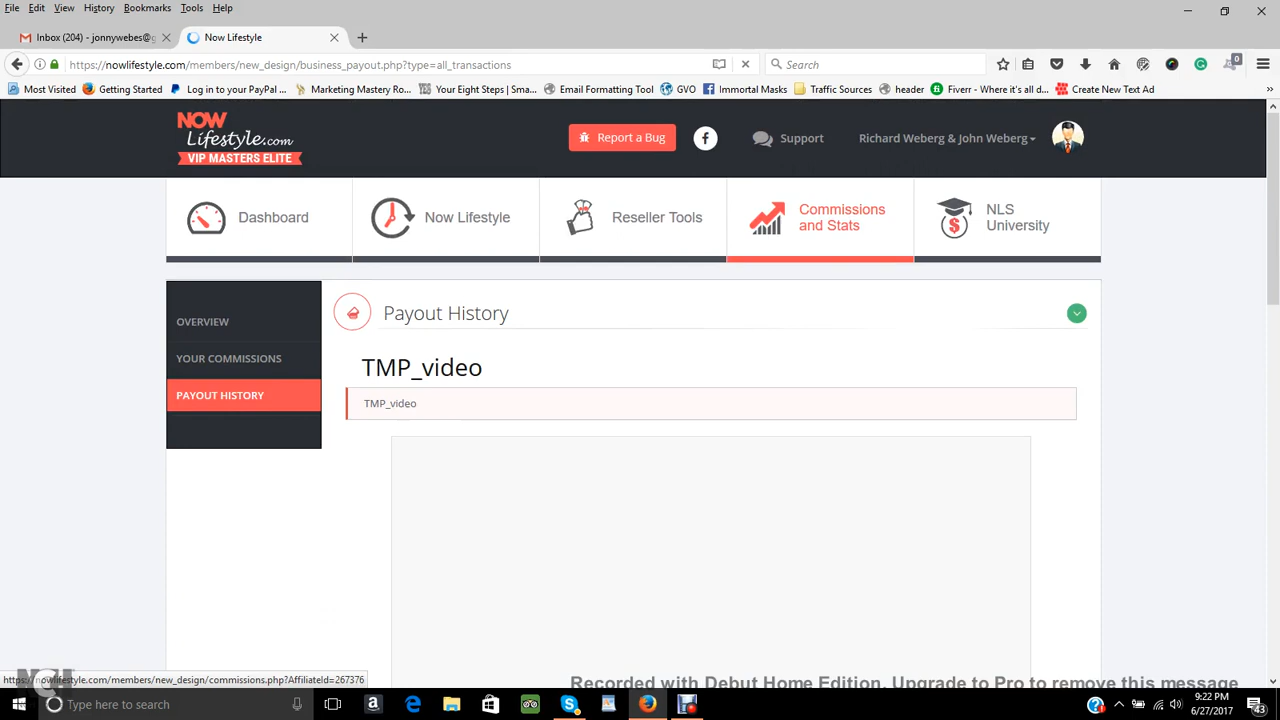 File Edit View History Bookmarks Tools Help
Inbox (204) - jonnywebes@g
Now Lifestyle
https://nowlifestyle.com/members/new_design/business_payout.php?type=all_transactions
Search
0
Most Visited Getting Started Log in to your PayPal ... Marketing Mastery Ro... Your Eight Steps | Sma... Email Formatting Tool GVO Immortal Masks Traffic Sources header Fiverr - Where it's all d... Create New Text Ad
NOW
Lifestyle.com
VIP MASTERS ELITE
Report a Bug
Support
Richard Weberg & John Weberg
Dashboard
Now Lifestyle
Reseller Tools
Commissions
and Stats
NLS
University
OVERVIEW
YOUR COMMISSIONS
PAYOUT HISTORY
Payout History
TMP_video
TMP_video
https://nowlifestyle.com/members/new_design/commissions.php?AffiliateId=267376
Recorded with Debut Home Edition. Upgrade to Pro to remove this message
Type here to search
9:22 PM
6/27/2017
43